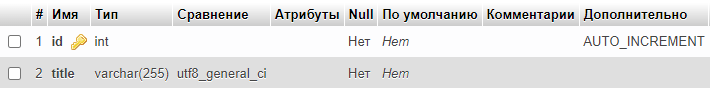 # Имя Тип Сравнение Атрибуты Null По умолчанию Комментарии Дополнительно
1 id int Нет Нет AUTO_INCREMENT
2 title varchar(255) utf8_general_ci Нет Нет